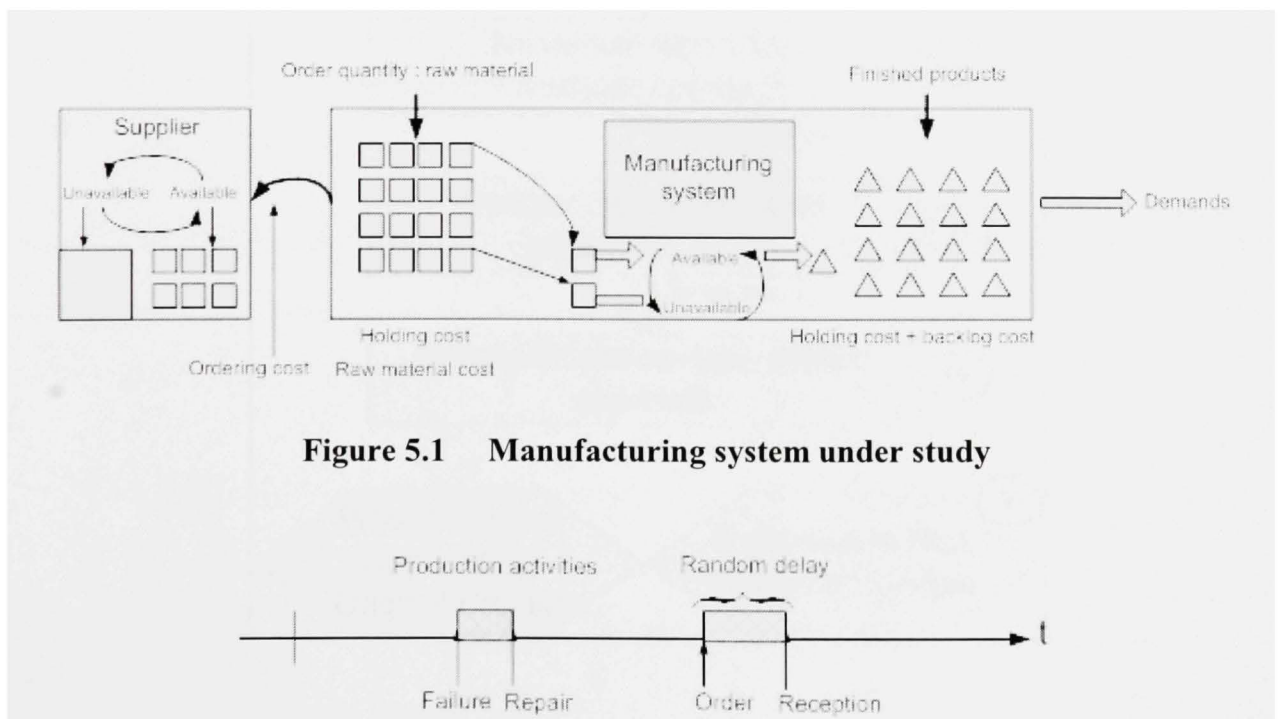 Order quantity : raw material
Finished products
Supplier
Manufacturing
system
Unavailable
Available
Demands
Available
Unavailable
Holding cost
Holding cost + backlog cost
Ordering cost
Raw material cost
Figure 5.1 Manufacturing system under study
Production activities
Random delay
t
Failure
Repair
Order
Reception